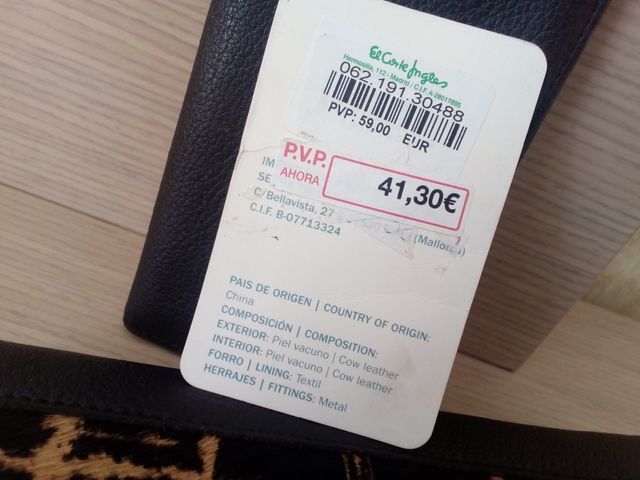 El Corte Inglés
Hermosilla, 112 - Madrid / C.I.F. A-28017895
062.191.30488
PVP: 59,00 EUR
P.V.P.
AHORA
41,30€
IM
SE
C/Bellavista, 27 (Mallorca)
C.I.F. B-07713324
PAIS DE ORIGEN | COUNTRY OF ORIGIN:
China
COMPOSICIÓN | COMPOSITION:
EXTERIOR: Piel vacuno | Cow leather
INTERIOR: Piel vacuno | Cow leather
FORRO | LINING: Textil
HERRAJES | FITTINGS: Metal